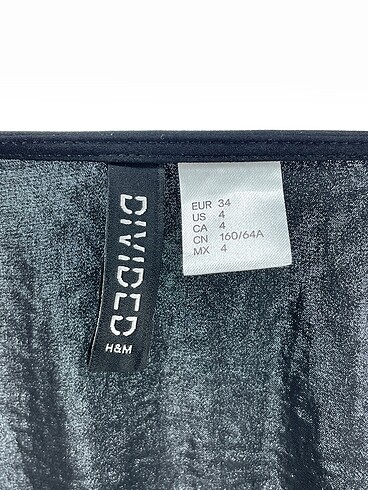 DIVIDED
H&M
EUR 34
US 4
CA 4
CN 160/64A
MX 4